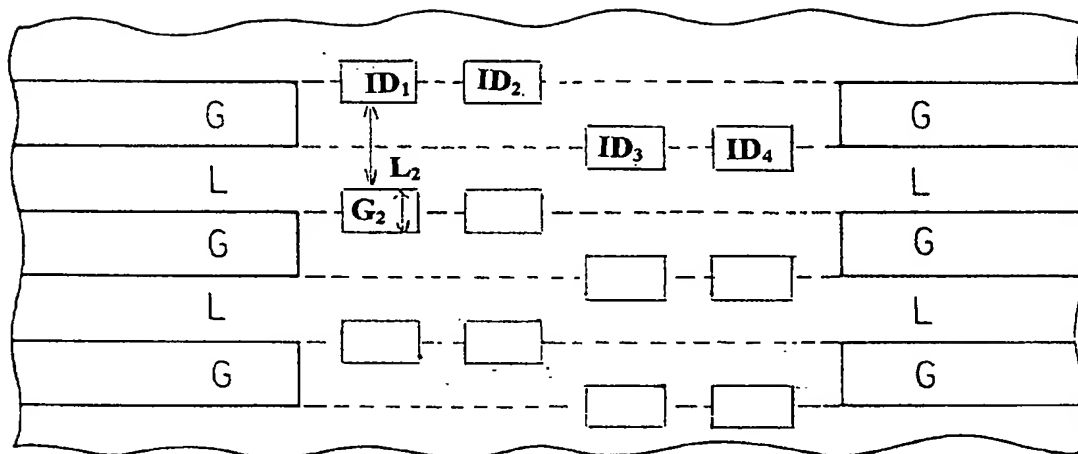 ID₁ ID₂
G G
ID₃ ID₄
L L₂ L
G₂
G G
L L
G G